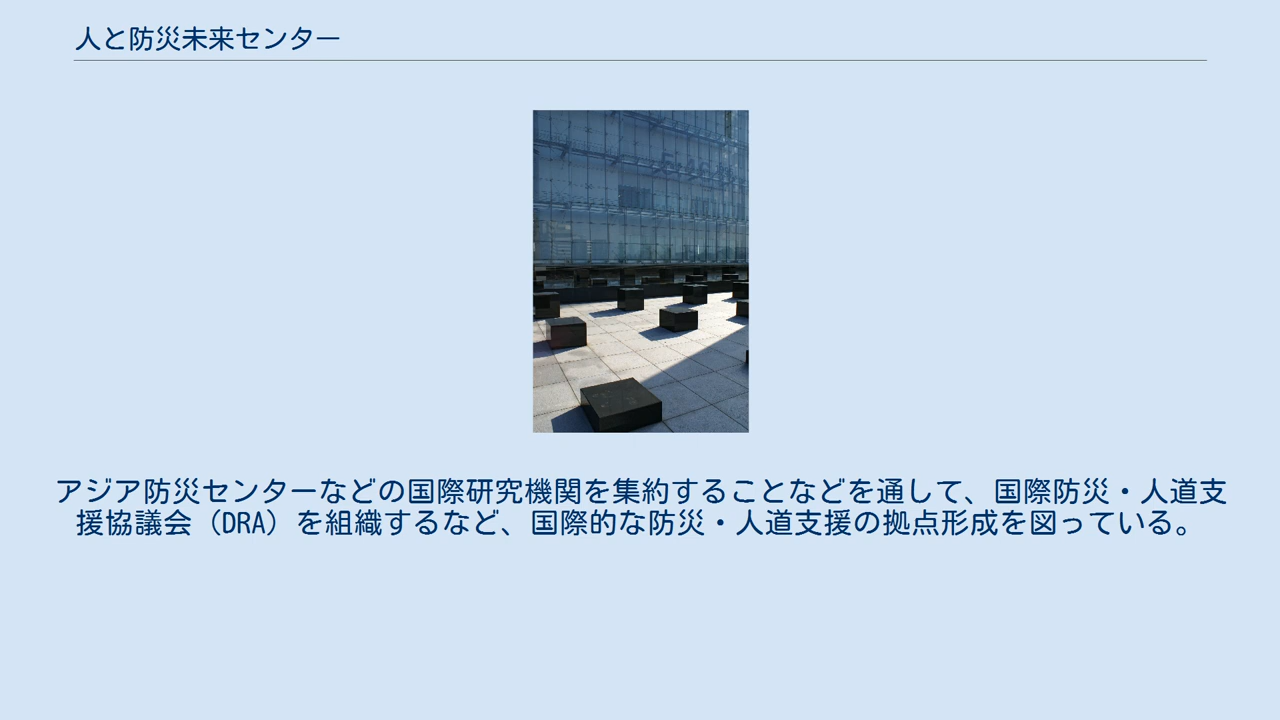 人と防災未来センター
アジア防災センターなどの国際研究機関を集約することなどを通して、国際防災・人道支
援協議会（DRA）を組織するなど、国際的な防災・人道支援の拠点形成を図っている。